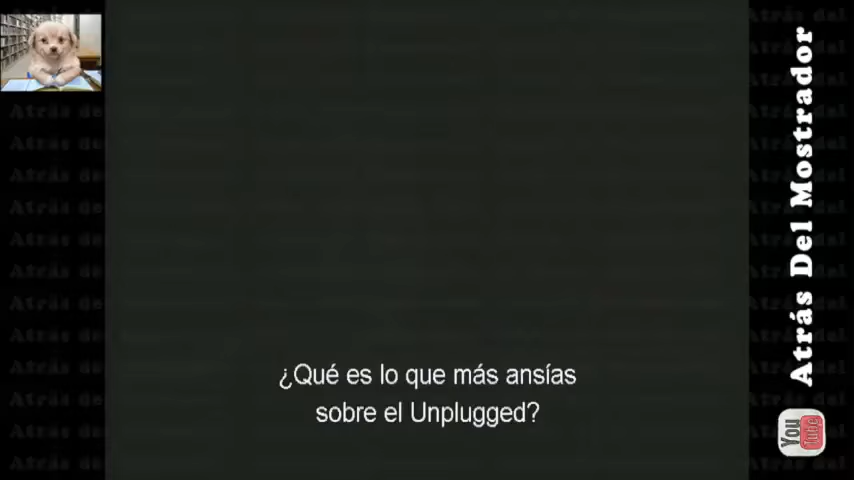 ¿Qué es lo que más ansías
sobre el Unplugged?
Atrás Del Mostrador
You
Tube